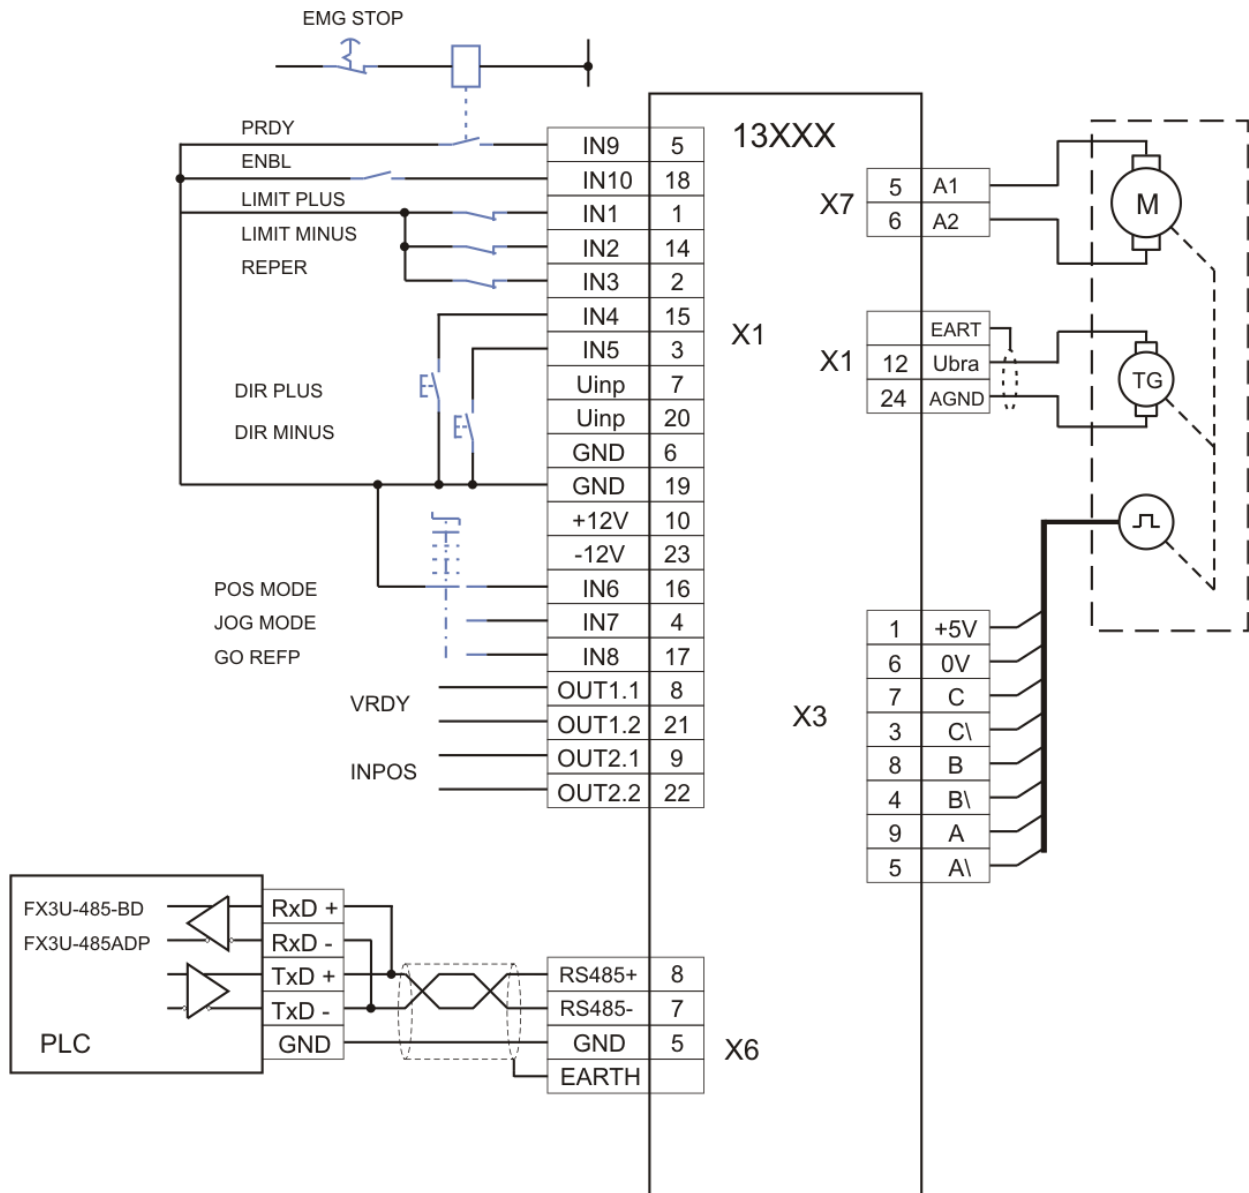 EMG STOP
PRDY
ENBL
LIMIT PLUS
LIMIT MINUS
REPER
DIR PLUS
DIR MINUS
POS MODE
JOG MODE
GO REFP
VRDY
INPOS
13XXX
IN9 5
IN10 18
IN1 1
IN2 14
IN3 2
IN4 15
IN5 3
Uinp 7
Uinp 20
GND 6
GND 19
+12V 10
-12V 23
IN6 16
IN7 4
IN8 17
OUT1.1 8
OUT1.2 21
OUT2.1 9
OUT2.2 22
X1
X7
5 A1
6 A2
M
X1
EART
12 Ubra
24 AGND
TG
X3
1 +5V
6 0V
7 C
3 C\
8 B
4 B\
9 A
5 A\
FX3U-485-BD
FX3U-485ADP
PLC
RxD +
RxD -
TxD +
TxD -
GND
RS485+ 8
RS485- 7
GND 5
EARTH
X6